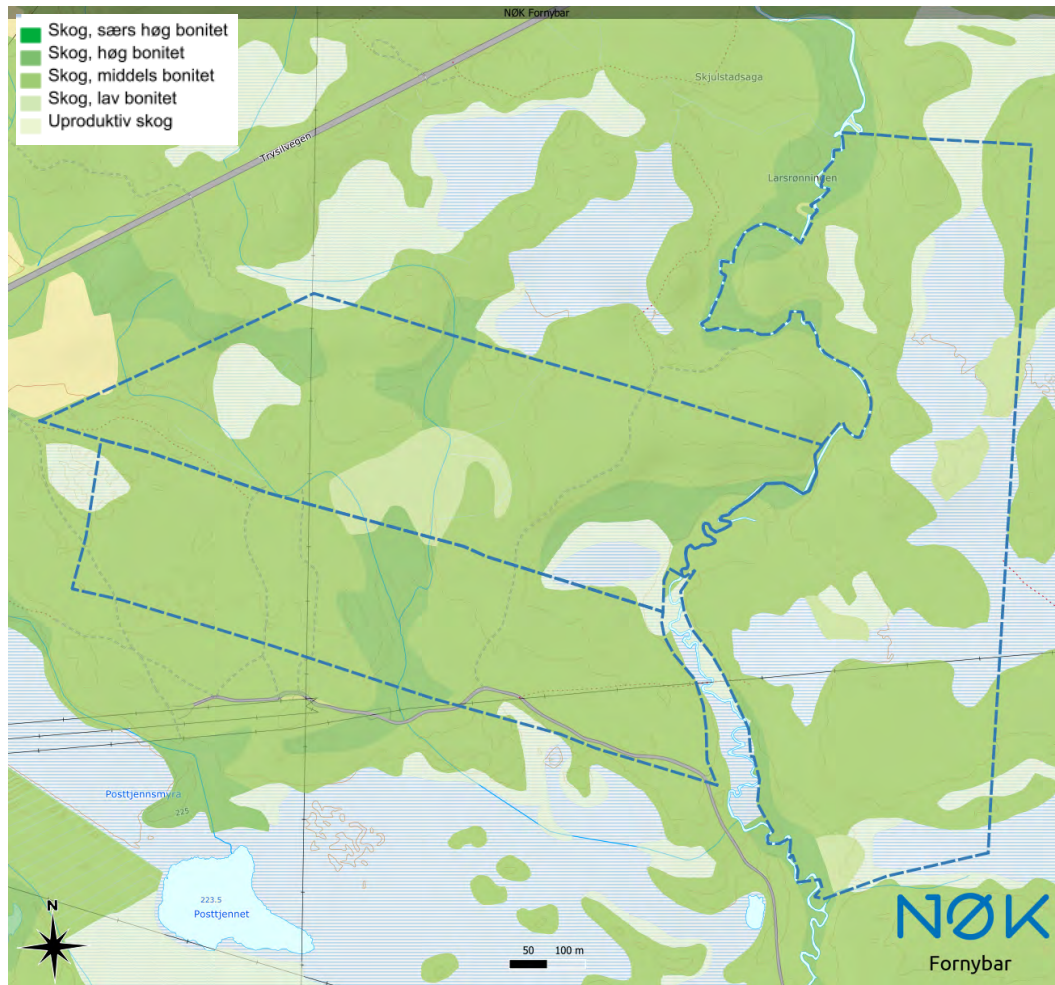 NØK Fornybar
Skog, særs høg bonitet
Skog, høg bonitet
Skog, middels bonitet
Skog, lav bonitet
Uproduktiv skog
Skjulstadsaga
Trysilvegen
Larsrønningen
Posttjennsmyra
225
223.5
Posttjennet
N
50 100 m
NØK
Fornybar